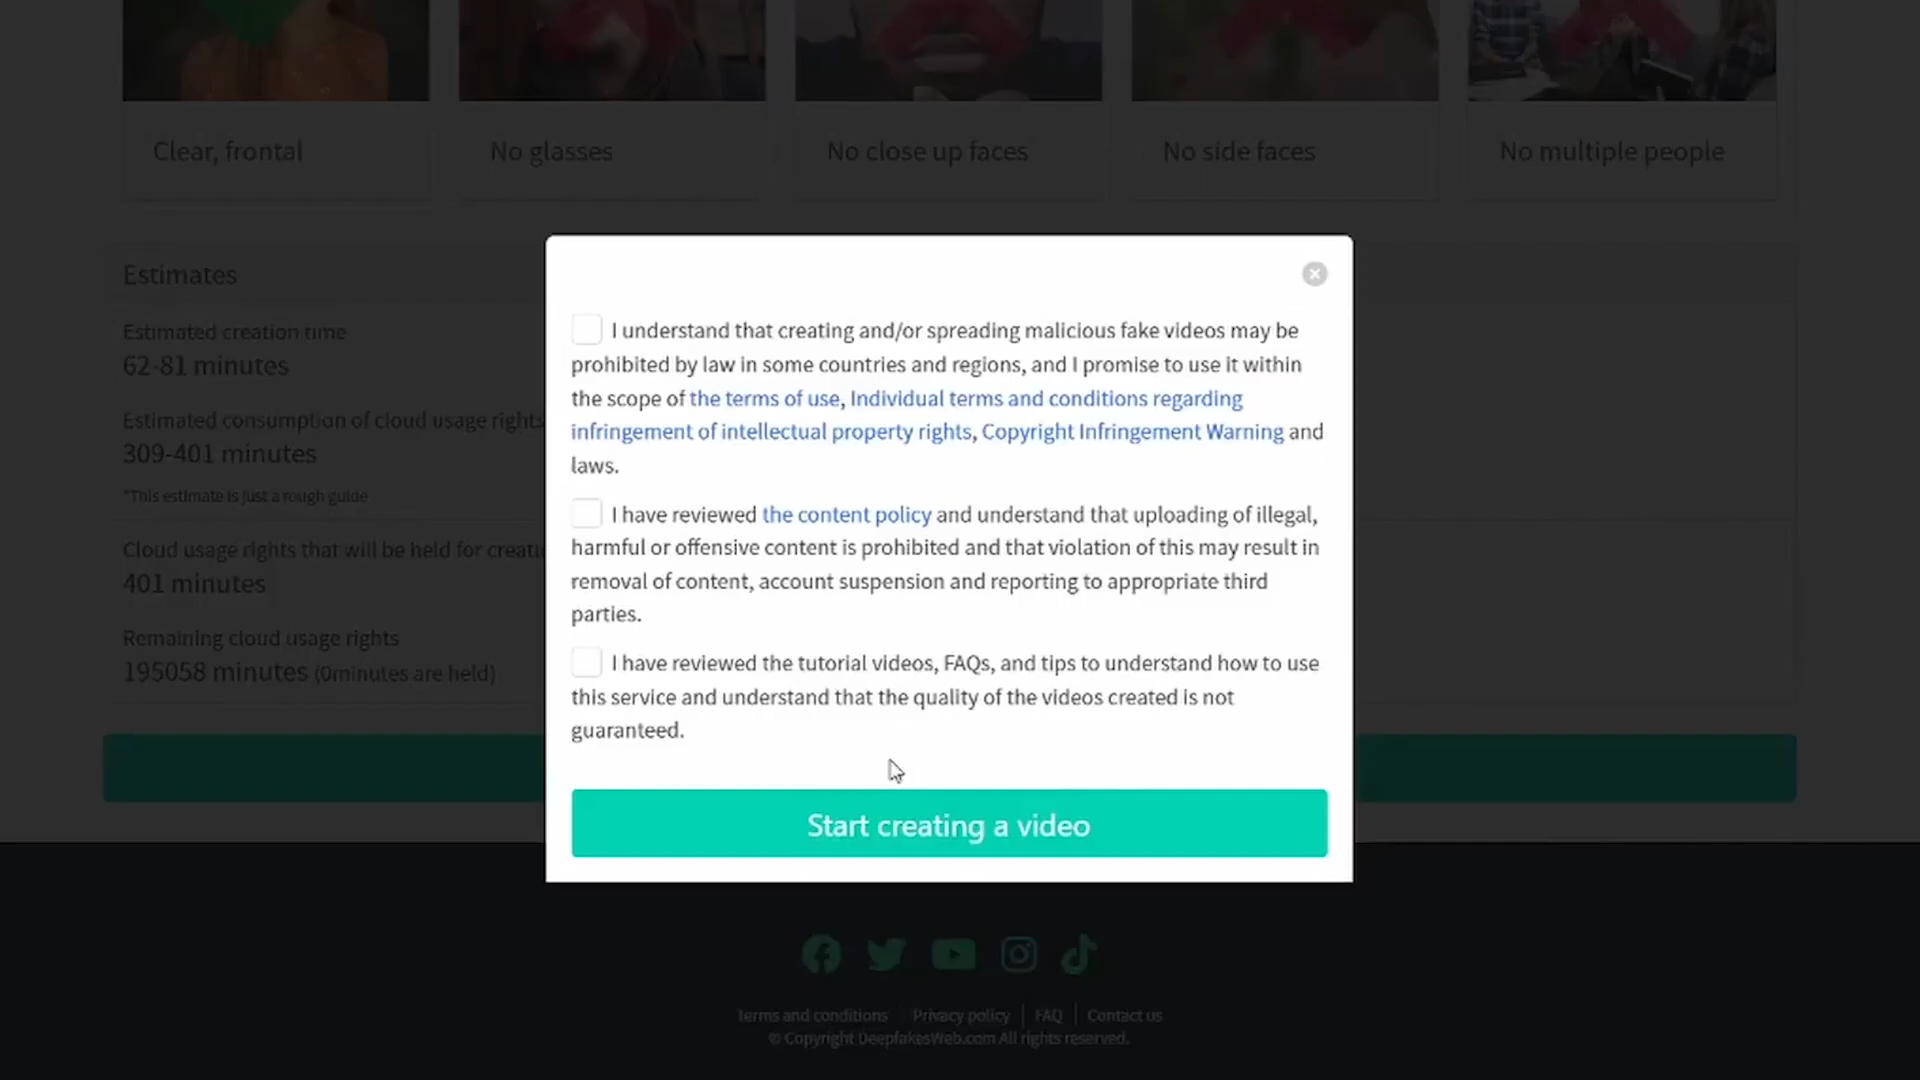 Clear, frontal
No glasses
No close up faces
No side faces
No multiple people
Estimates
Estimated creation time
62-81 minutes
Estimated consumption of cloud usage rights
309-401 minutes
*This estimate is just a rough guide
Cloud usage rights that will be held for creati
401 minutes
Remaining cloud usage rights
195058 minutes (0minutes are held)
I understand that creating and/or spreading malicious fake videos may be
prohibited by law in some countries and regions, and I promise to use it within
the scope of the terms of use, Individual terms and conditions regarding
infringement of intellectual property rights, Copyright Infringement Warning and
laws.
I have reviewed the content policy and understand that uploading of illegal,
harmful or offensive content is prohibited and that violation of this may result in
removal of content, account suspension and reporting to appropriate third
parties.
I have reviewed the tutorial videos, FAQs, and tips to understand how to use
this service and understand that the quality of the videos created is not
guaranteed.
Start creating a video
Terms and conditions
Privacy policy
FAQ
Contact us
© Copyright DeepfakesWeb.com All rights reserved.